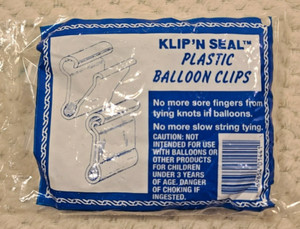 KLIP'N SEAL™
PLASTIC
BALLOON CLIPS
No more sore fingers from
tying knots in balloons.
No more slow string tying.
CAUTION: NOT
INTENDED FOR USE
WITH BALLOONS OR
OTHER PRODUCTS
FOR CHILDREN
UNDER 3 YEARS
OF AGE. DANGER
OF CHOKING IF
INGESTED.